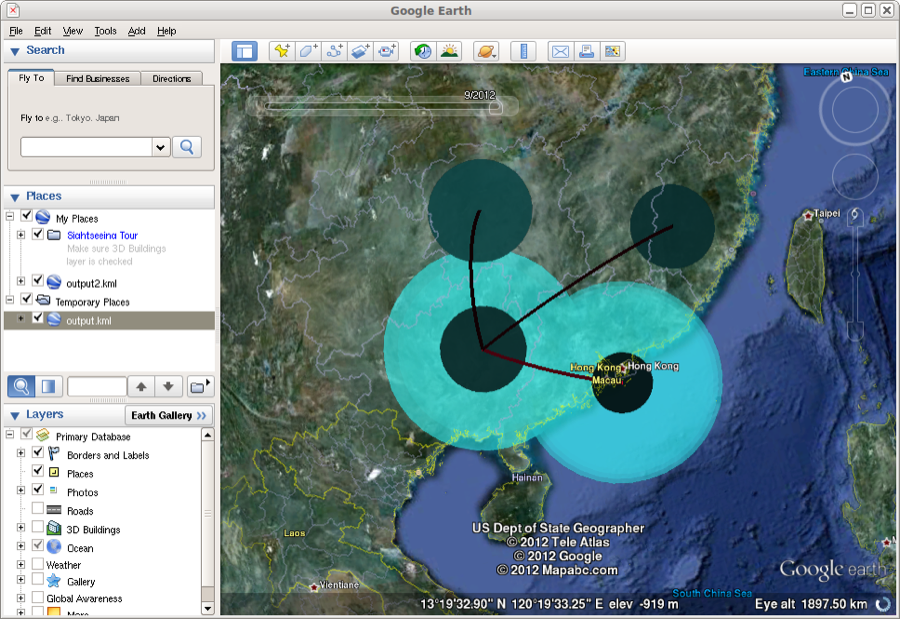 Google Earth
File Edit View Tools Add Help
Search
Fly To Find Businesses Directions
Fly to e.g., Tokyo, Japan
Places
My Places
Sightseeing Tour
Make sure 3D Buildings
layer is checked
output2.kml
Temporary Places
output.kml
Layers
Earth Gallery >>
Primary Database
Borders and Labels
Places
Photos
Roads
3D Buildings
Ocean
Weather
Gallery
Global Awareness
More
9/2012
Eastern China Sea
N
Taipei
Hong Kong
Hong Kong
Macau
Hainan
Laos
Vientiane
US Dept of State Geographer
© 2012 Tele Atlas
© 2012 Google
© 2012 Mapabc.com
Google earth
South China Sea
13°19'32.90" N 120°19'33.25" E elev -919 m
Eye alt 1897.50 km